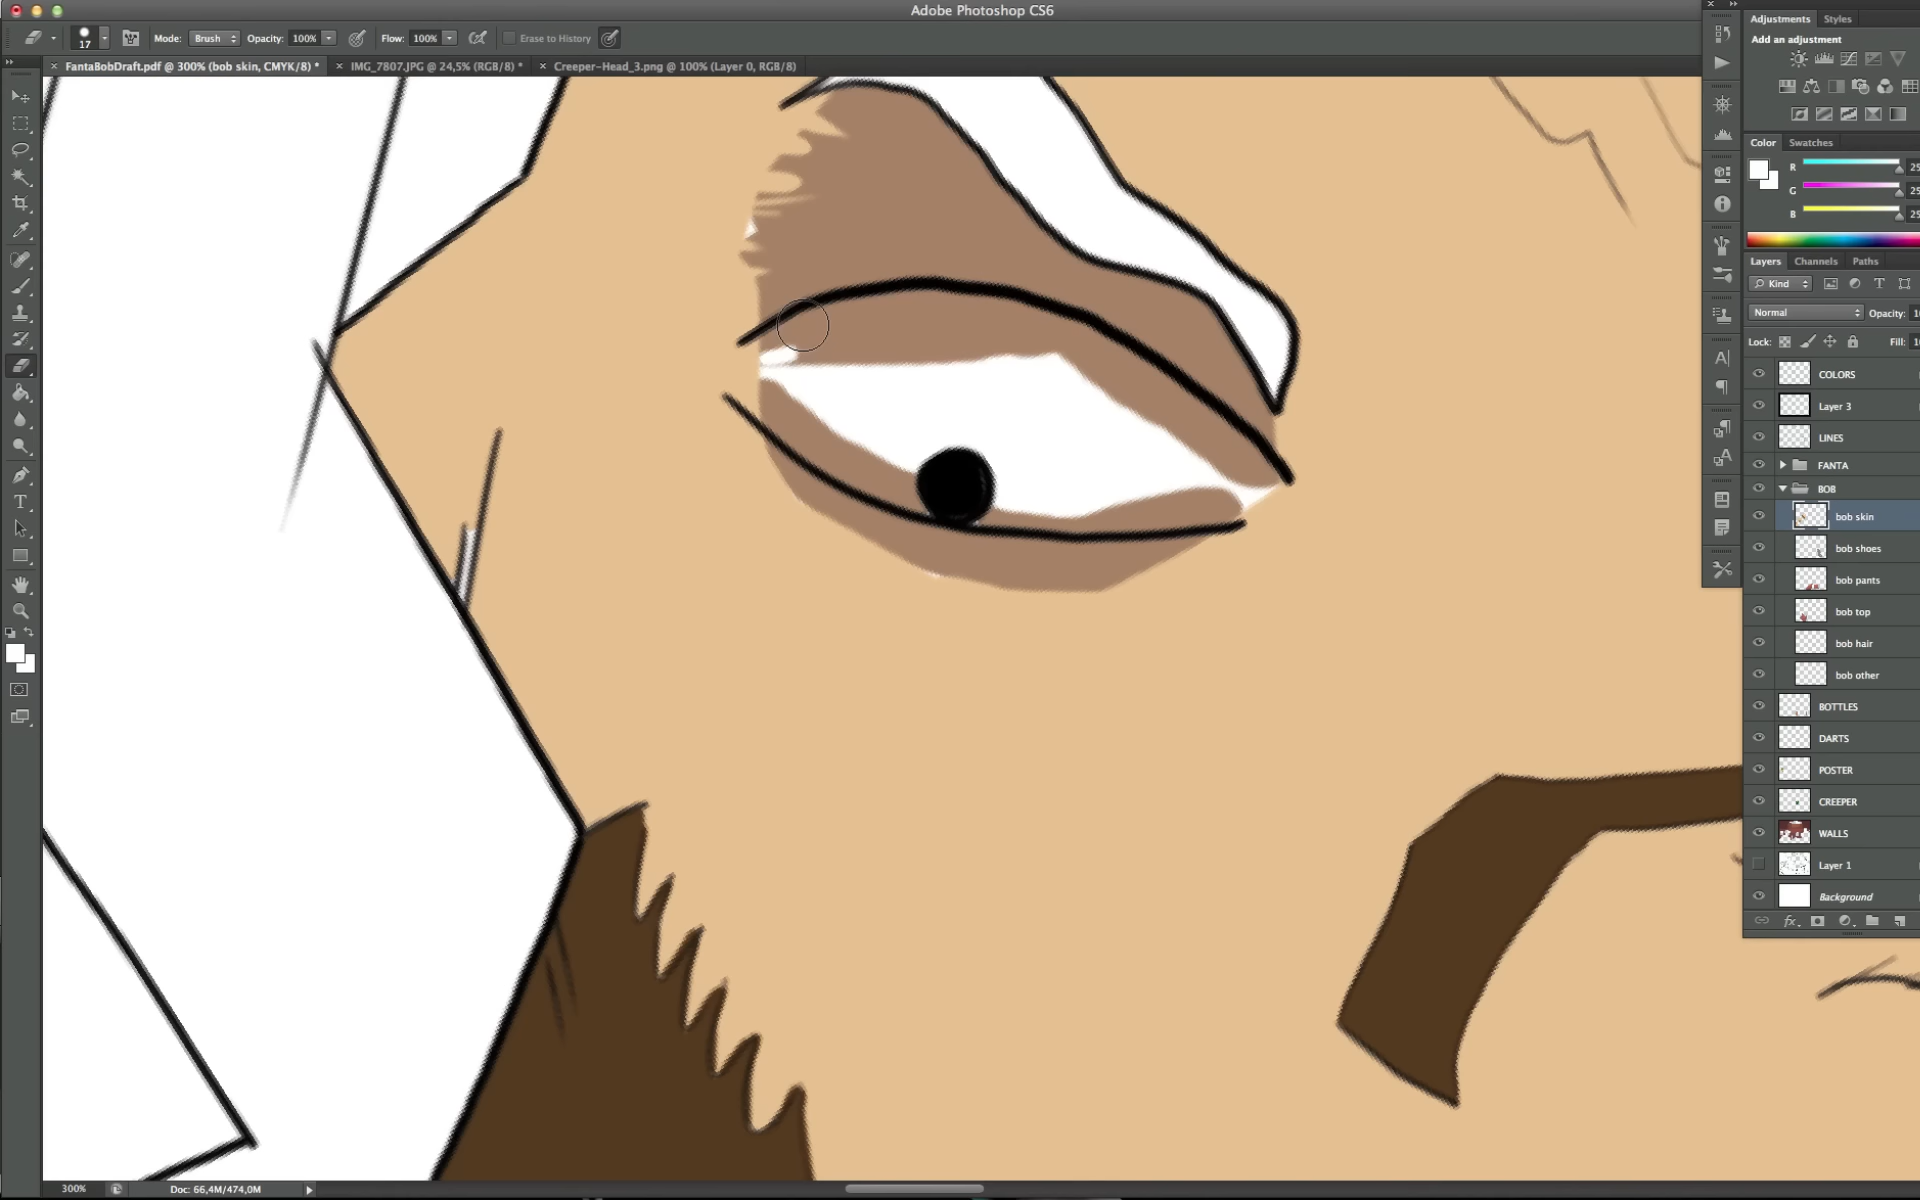 Adobe Photoshop CS6
17 Mode: Brush Opacity: 100% Flow: 100% Erase to History
FantaBobDraft.pdf @ 300% (bob skin, CMYK/8) * IMG_7807.JPG @ 24,5% (RGB/8) * Creeper-Head_3.png @ 100% (Layer 0, RGB/8)
Adjustments Styles
Add an adjustment
Color Swatches
R 25
G 25
B 25
Layers Channels Paths
Kind
Normal Opacity:
Lock: Fill:
COLORS
Layer 3
LINES
FANTA
BOB
bob skin
bob shoes
bob pants
bob top
bob hair
bob other
BOTTLES
DARTS
POSTER
CREEPER
WALLS
Layer 1
Background
300% Doc: 66,4M/474,0M